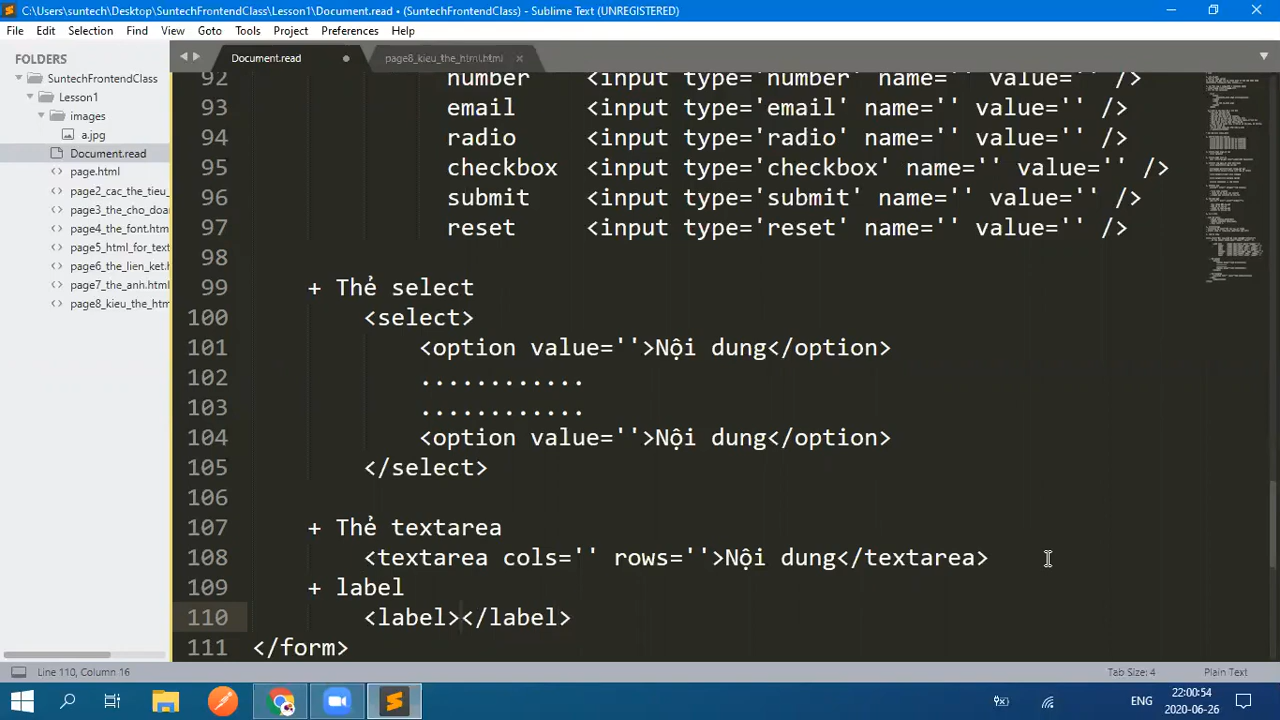 C:\Users\suntech\Desktop\SuntechFrontendClass\Lesson1\Document.read • (SuntechFrontendClass) - Sublime Text (UNREGISTERED)
File Edit Selection Find View Goto Tools Project Preferences Help
FOLDERS
SuntechFrontendClass
Lesson1
images
a.jpg
Document.read
page.html
page2_cac_the_tieu_
page3_the_cho_doa
page4_the_font.htm
page5_html_for_text
page6_the_lien_ket.h
page7_the_anh.html
page8_kieu_the_htm
Document.read page8_kieu_the_html.html
92 number <input type='number' name='' value='' />
93 email <input type='email' name='' value='' />
94 radio <input type='radio' name='' value='' />
95 checkbox <input type='checkbox' name='' value='' />
96 submit <input type='submit' name='' value='' />
97 reset <input type='reset' name='' value='' />
98
99 + Thẻ select
100 <select>
101 <option value=''>Nội dung</option>
102 ............
103 ............
104 <option value=''>Nội dung</option>
105 </select>
106
107 + Thẻ textarea
108 <textarea cols='' rows=''>Nội dung</textarea>
109 + label
110 <label></label>
111 </form>
Line 110, Column 16 Tab Size: 4 Plain Text
ENG 22:00:54
2020-06-26